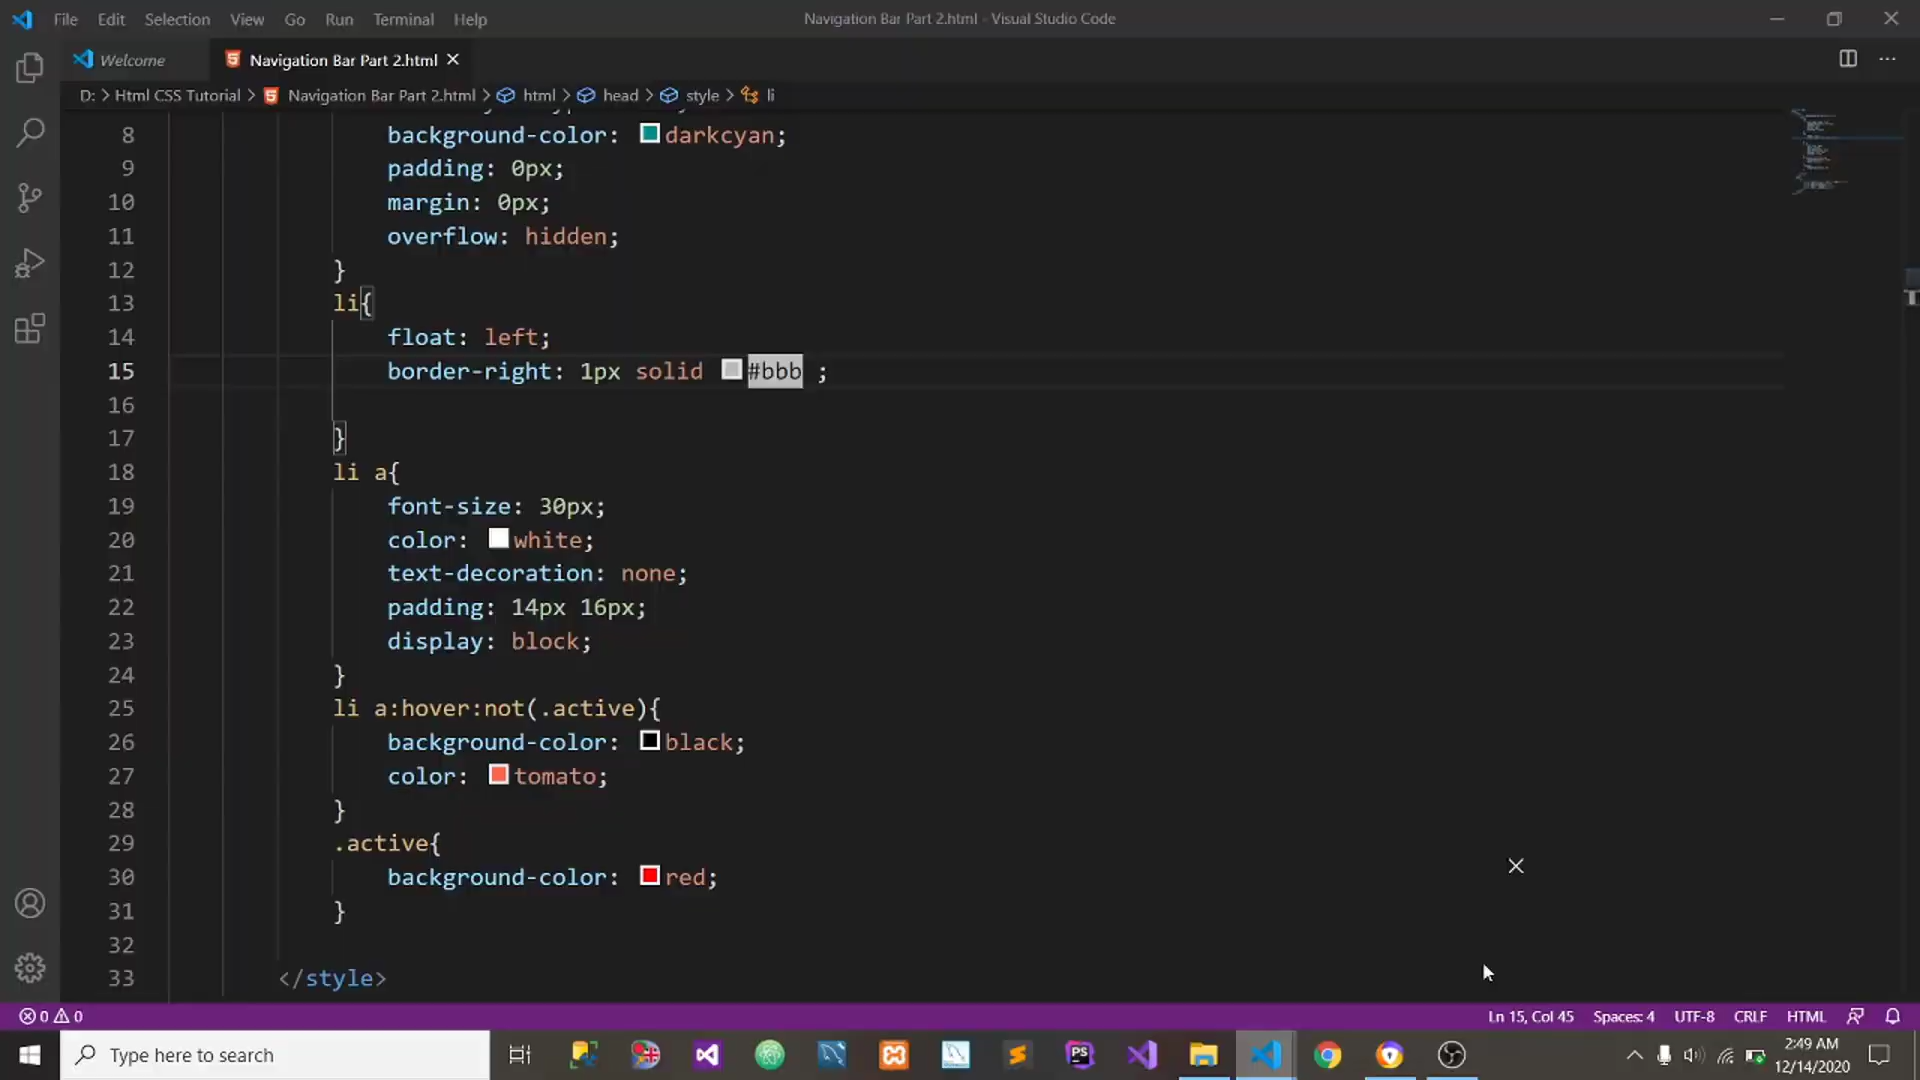 File Edit Selection View Go Run Terminal Help Navigation Bar Part 2.html - Visual Studio Code
Welcome Navigation Bar Part 2.html
D: > Html CSS Tutorial > Navigation Bar Part 2.html > html > head > style > li
8 background-color: darkcyan;
9 padding: 0px;
10 margin: 0px;
11 overflow: hidden;
12 }
13 li{
14 float: left;
15 border-right: 1px solid #bbb ;
16
17 }
18 li a{
19 font-size: 30px;
20 color: white;
21 text-decoration: none;
22 padding: 14px 16px;
23 display: block;
24 }
25 li a:hover:not(.active){
26 background-color: black;
27 color: tomato;
28 }
29 .active{
30 background-color: red;
31 }
32
33 </style>
0 0 Ln 15, Col 45 Spaces: 4 UTF-8 CRLF HTML
Type here to search
PS
2:49 AM
12/14/2020